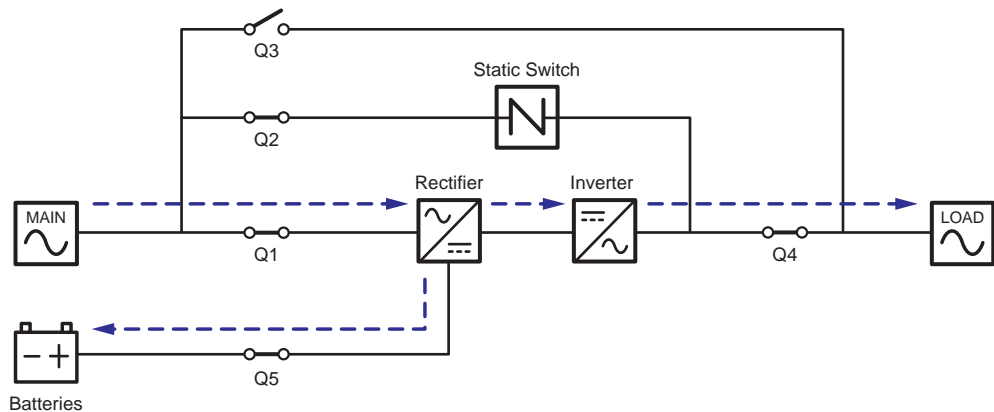 Q3
Static Switch
Q2
Rectifier
Inverter
MAIN
LOAD
Q1
Q4
Q5
Batteries